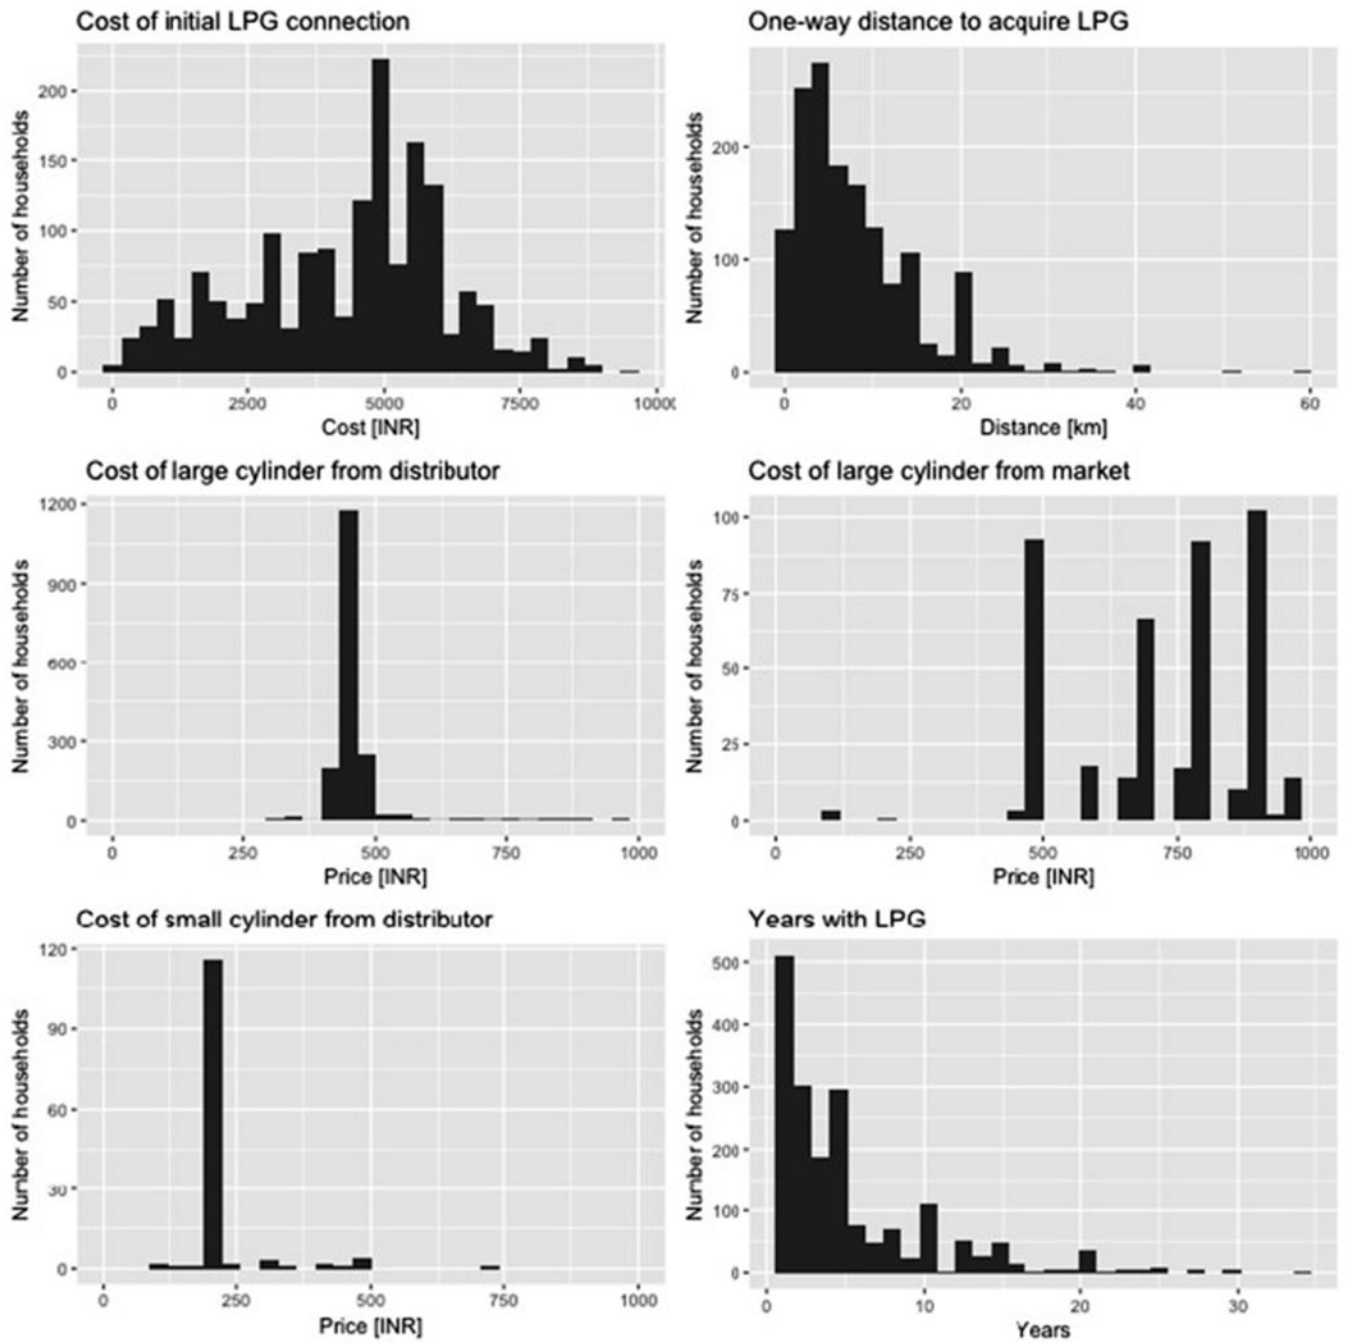 Cost of initial LPG connection
Number of households
200
150
100
50
0
0 2500 5000 7500 10000
Cost [INR]
One-way distance to acquire LPG
Number of households
200
100
0
0 20 40 60
Distance [km]
Cost of large cylinder from distributor
Number of households
1200
900
600
300
0
0 250 500 750 1000
Price [INR]
Cost of large cylinder from market
Number of households
100
75
50
25
0
0 250 500 750 1000
Price [INR]
Cost of small cylinder from distributor
Number of households
120
90
60
30
0
0 250 500 750 1000
Price [INR]
Years with LPG
Number of households
500
400
300
200
100
0
0 10 20 30
Years